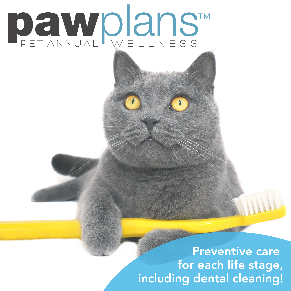 pawplans™
PET ANNUAL WELLNESS
Preventive care
for each life stage,
including dental cleaning!